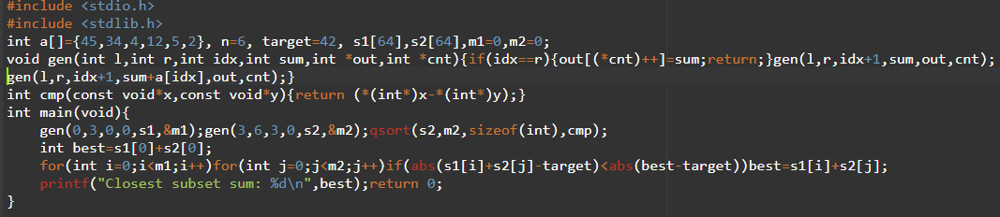 #include <stdio.h>
#include <stdlib.h>
int a[]={45,34,4,12,5,2}, n=6, target=42, s1[64],s2[64],m1=0,m2=0;
void gen(int l,int r,int idx,int sum,int *out,int *cnt){if(idx==r){out[(*cnt)++]=sum;return;}gen(l,r,idx+1,sum,out,cnt);
gen(l,r,idx+1,sum+a[idx],out,cnt);}
int cmp(const void*x,const void*y){return (*(int*)x-*(int*)y);}
int main(void){
    gen(0,3,0,0,s1,&m1);gen(3,6,3,0,s2,&m2);qsort(s2,m2,sizeof(int),cmp);
    int best=s1[0]+s2[0];
    for(int i=0;i<m1;i++)for(int j=0;j<m2;j++)if(abs(s1[i]+s2[j]-target)<abs(best-target))best=s1[i]+s2[j];
    printf("Closest subset sum: %d\n",best);return 0;
}